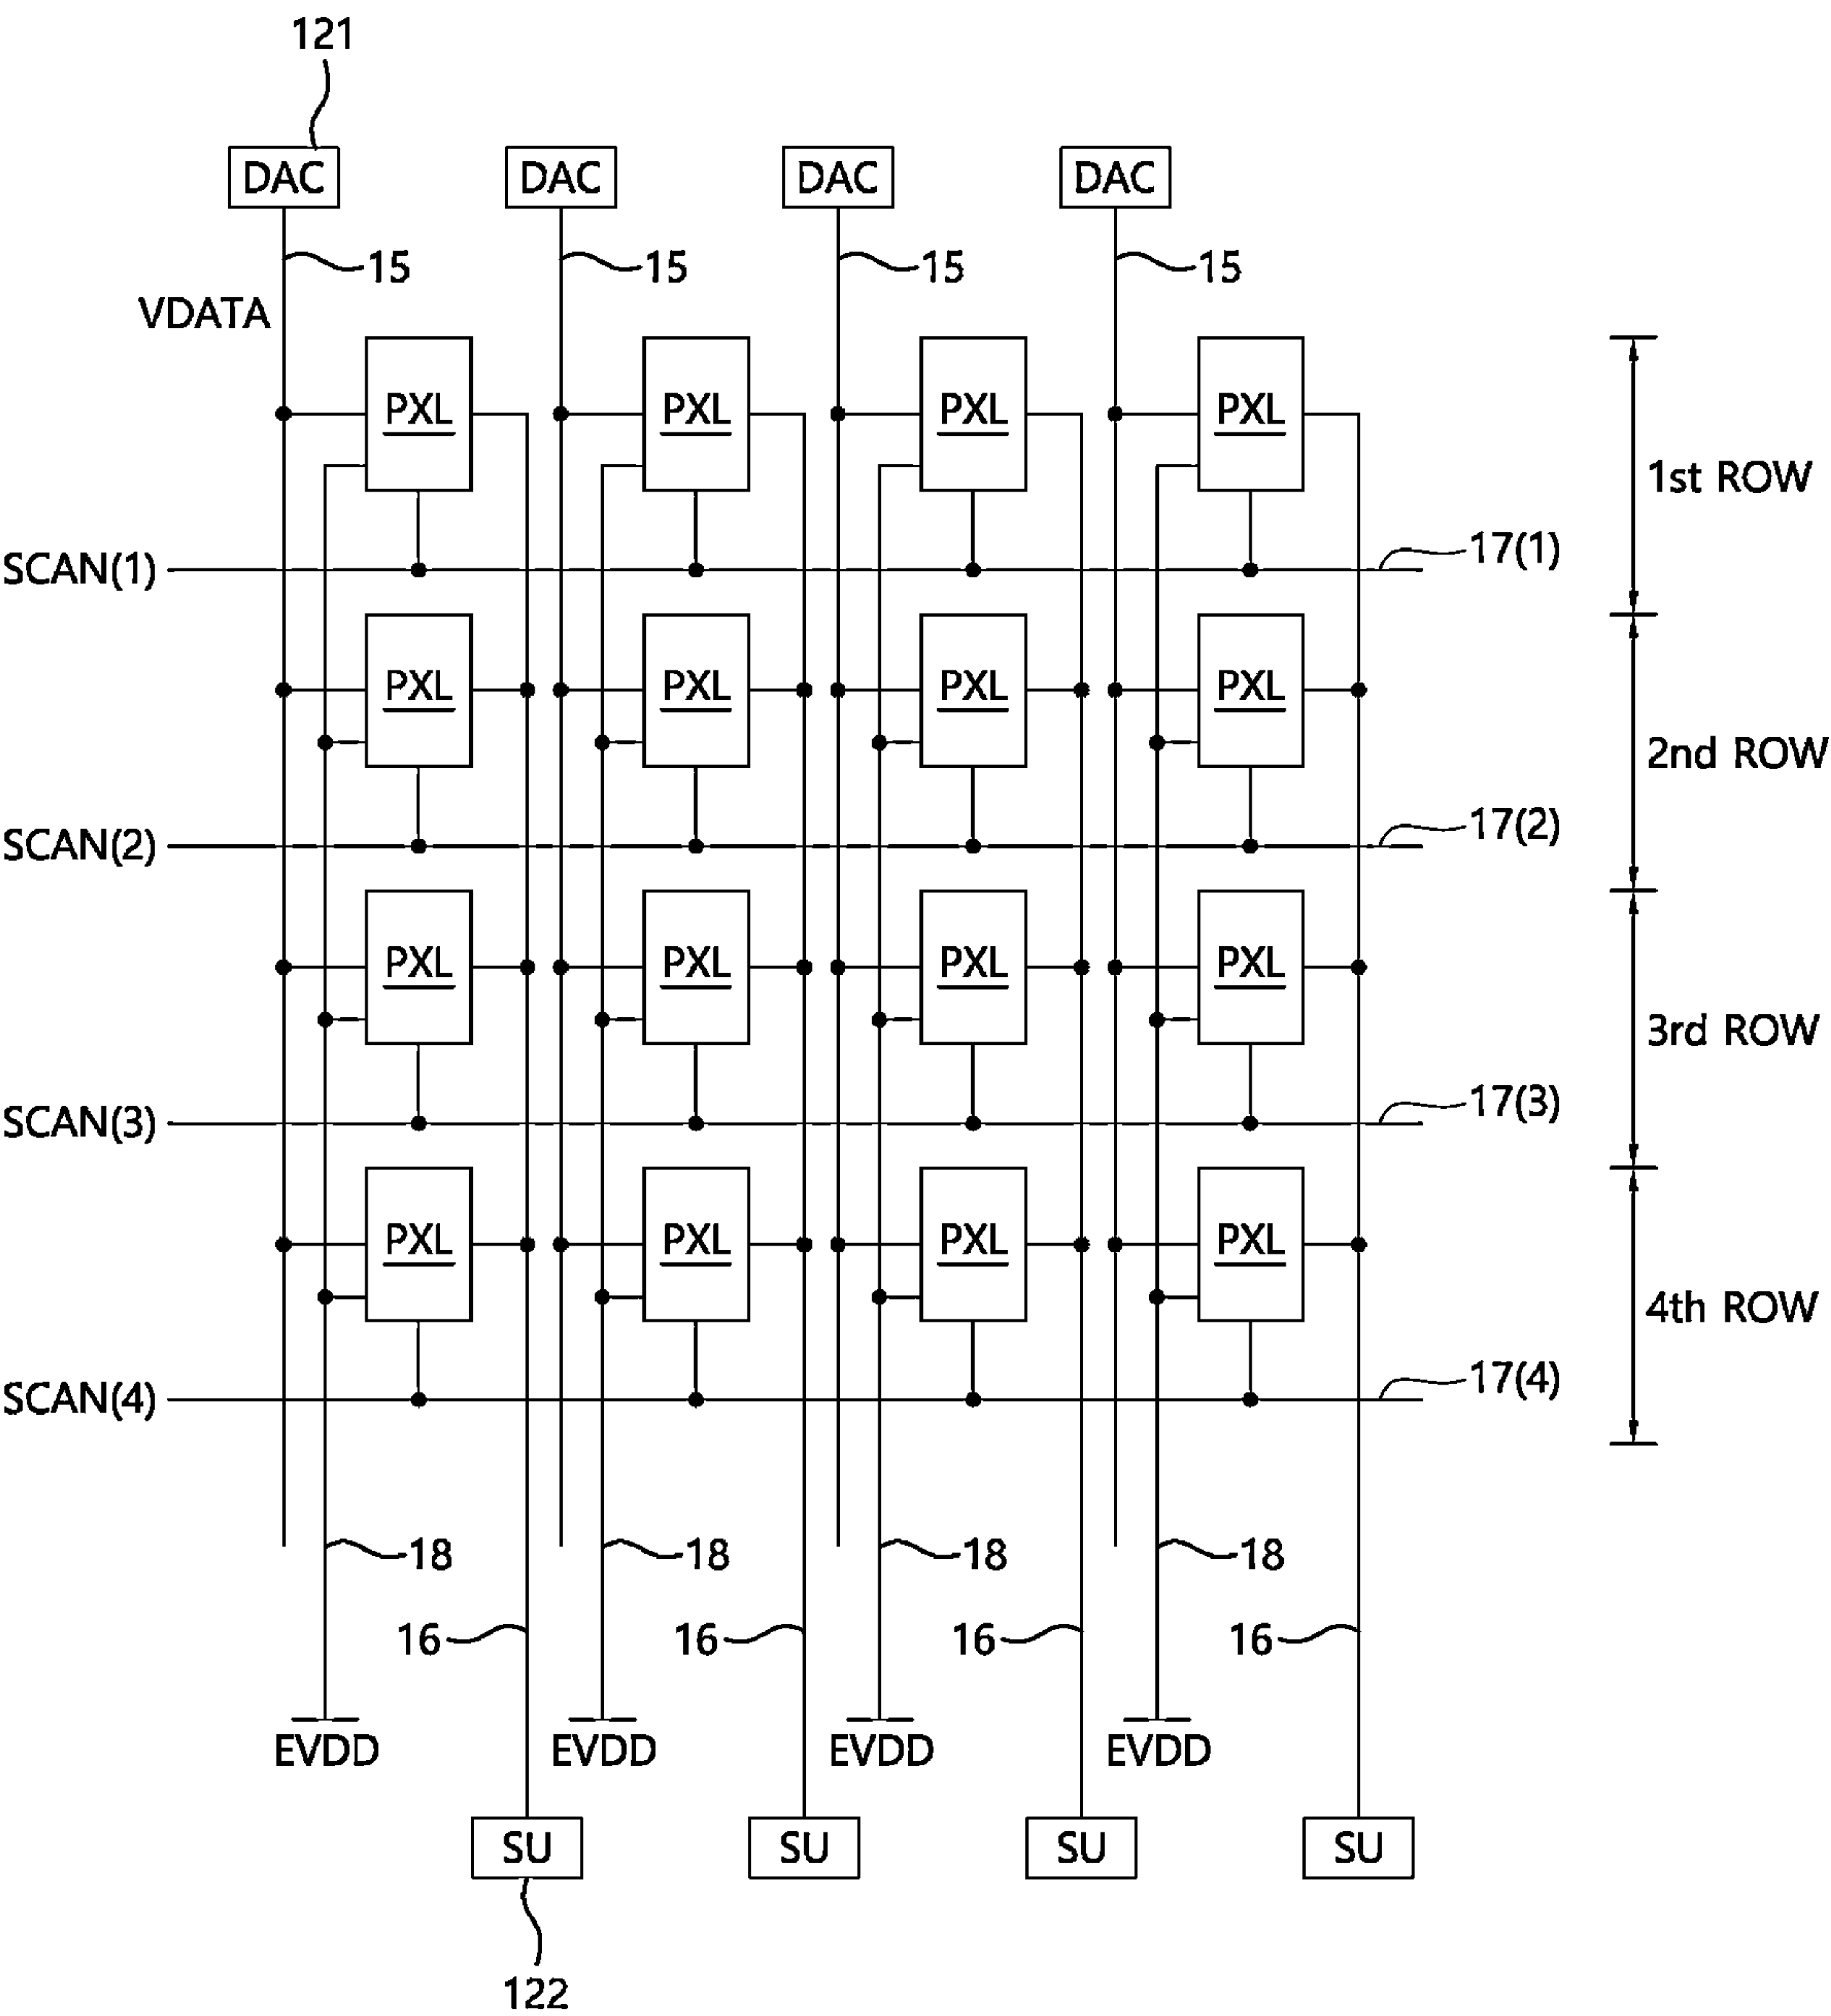 121
DAC DAC DAC DAC
15 15 15 15
VDATA
PXL PXL PXL PXL
1st ROW
SCAN(1) 17(1)
PXL PXL PXL PXL
2nd ROW
SCAN(2) 17(2)
PXL PXL PXL PXL
3rd ROW
SCAN(3) 17(3)
PXL PXL PXL PXL
4th ROW
SCAN(4) 17(4)
18 18 18 18
16 16 16 16
EVDD EVDD EVDD EVDD
SU SU SU SU
122